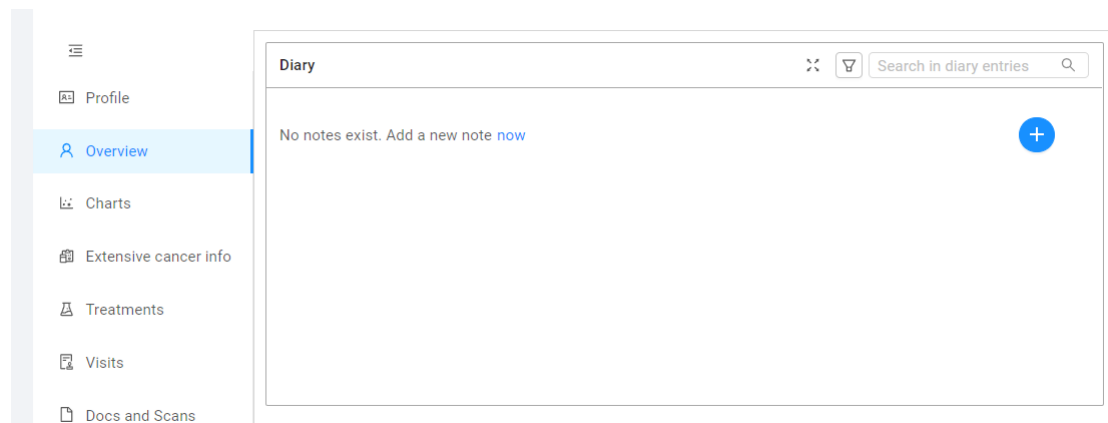 Profile
Overview
Charts
Extensive cancer info
Treatments
Visits
Docs and Scans
Diary
Search in diary entries
No notes exist. Add a new note now